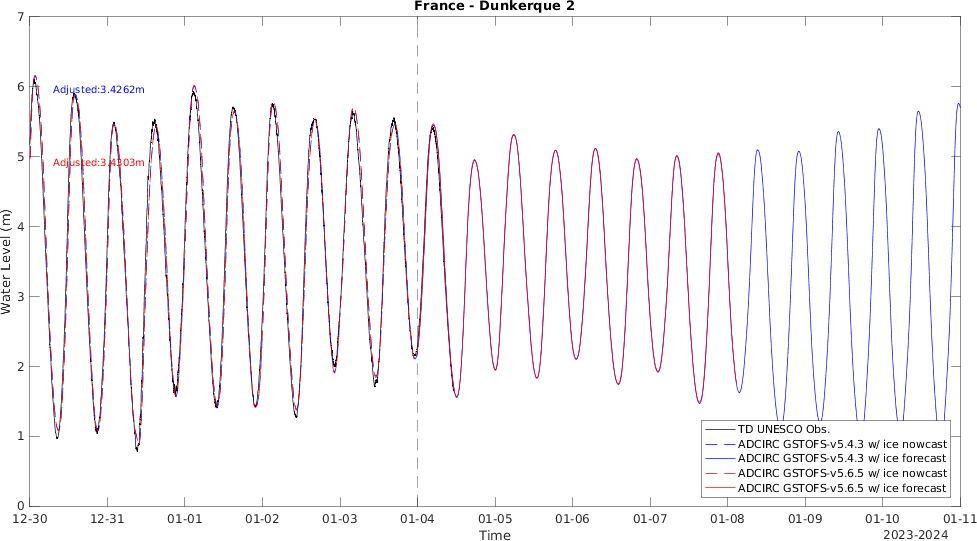 France - Dunkerque 2
7
6
5
4
3
2
1
0
Water Level (m)
Adjusted:3.4262m
Adjusted:3.4303m
TD UNESCO Obs.
ADCIRC GSTOFS-v5.4.3 w/ ice nowcast
ADCIRC GSTOFS-v5.4.3 w/ ice forecast
ADCIRC GSTOFS-v5.6.5 w/ ice nowcast
ADCIRC GSTOFS-v5.6.5 w/ ice forecast
12-30 12-31 01-01 01-02 01-03 01-04 01-05 01-06 01-07 01-08 01-09 01-10 01-11
Time
2023-2024